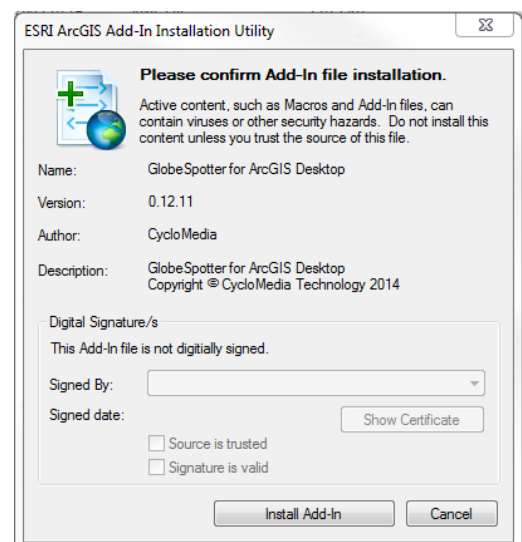 ESRI ArcGIS Add-In Installation Utility
Please confirm Add-In file installation.
Active content, such as Macros and Add-In files, can
contain viruses or other security hazards. Do not install this
content unless you trust the source of this file.
Name: GlobeSpotter for ArcGIS Desktop
Version: 0.12.11
Author: CycloMedia
Description: GlobeSpotter for ArcGIS Desktop
Copyright © CycloMedia Technology 2014
Digital Signature/s
This Add-In file is not digitially signed.
Signed By:
Signed date: Show Certificate
Source is trusted
Signature is valid
Install Add-In Cancel